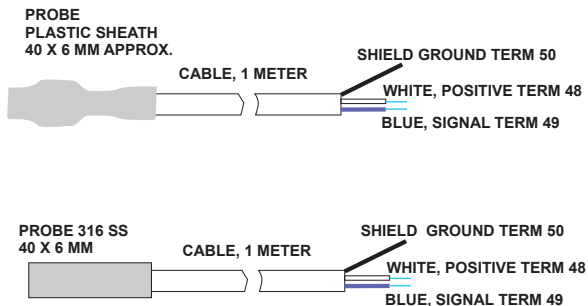 PROBE
PLASTIC SHEATH
40 X 6 MM APPROX.
SHIELD GROUND TERM 50
CABLE, 1 METER
WHITE, POSITIVE TERM 48
BLUE, SIGNAL TERM 49
PROBE 316 SS
40 X 6 MM
SHIELD GROUND TERM 50
CABLE, 1 METER
WHITE, POSITIVE TERM 48
BLUE, SIGNAL TERM 49